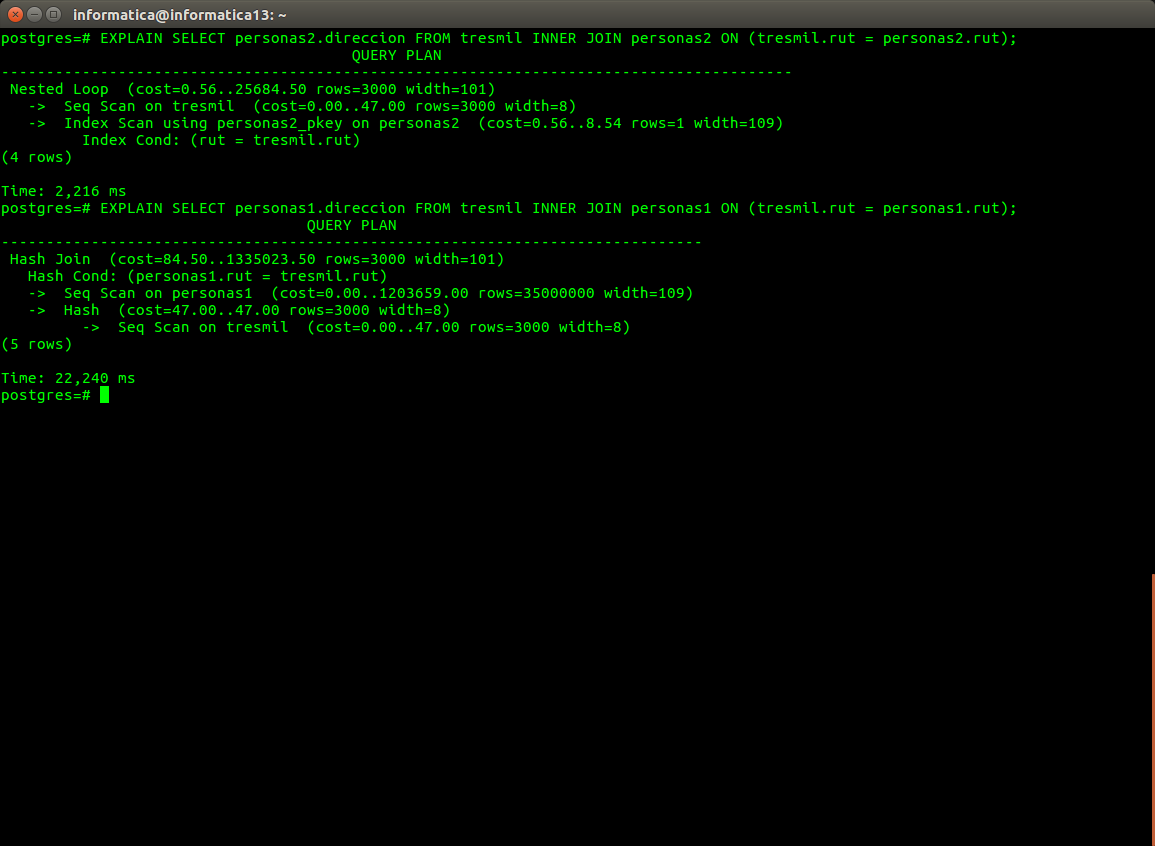 informatica@informatica13: ~
postgres=# EXPLAIN SELECT personas2.direccion FROM tresmil INNER JOIN personas2 ON (tresmil.rut = personas2.rut);
QUERY PLAN
----------------------------------------------------------------------------------------
Nested Loop  (cost=0.56..25684.50 rows=3000 width=101)
->  Seq Scan on tresmil  (cost=0.00..47.00 rows=3000 width=8)
->  Index Scan using personas2_pkey on personas2  (cost=0.56..8.54 rows=1 width=109)
Index Cond: (rut = tresmil.rut)
(4 rows)
Time: 2,216 ms
postgres=# EXPLAIN SELECT personas1.direccion FROM tresmil INNER JOIN personas1 ON (tresmil.rut = personas1.rut);
QUERY PLAN
------------------------------------------------------------------------------
Hash Join  (cost=84.50..1335023.50 rows=3000 width=101)
Hash Cond: (personas1.rut = tresmil.rut)
->  Seq Scan on personas1  (cost=0.00..1203659.00 rows=35000000 width=109)
->  Hash  (cost=47.00..47.00 rows=3000 width=8)
->  Seq Scan on tresmil  (cost=0.00..47.00 rows=3000 width=8)
(5 rows)
Time: 22,240 ms
postgres=#